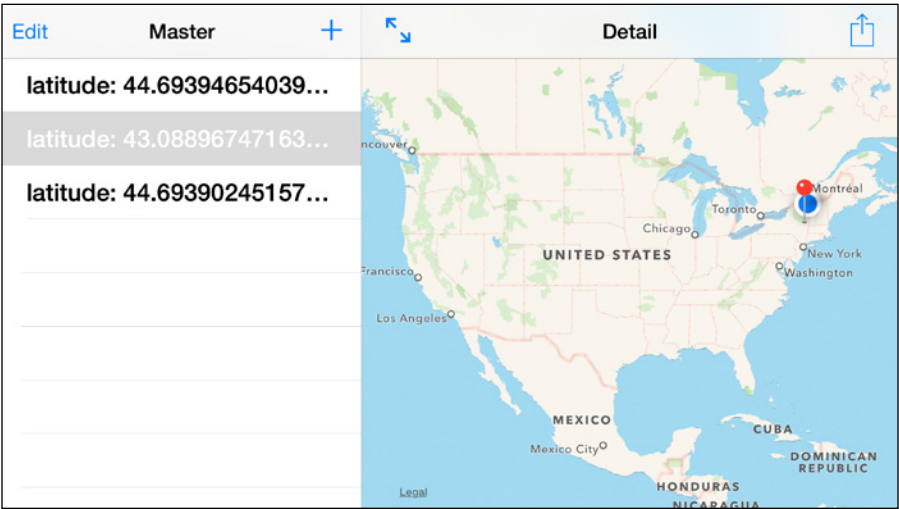 Edit
Master
+
Detail
latitude: 44.69394654039...
latitude: 43.08896747163...
latitude: 44.69390245157...
ncouver
Montréal
Toronto
Chicago
UNITED STATES
New York
Washington
Francisco
Los Angeles
MEXICO
Mexico City
CUBA
DOMINICAN
REPUBLIC
HONDURAS
NICARAGUA
Legal